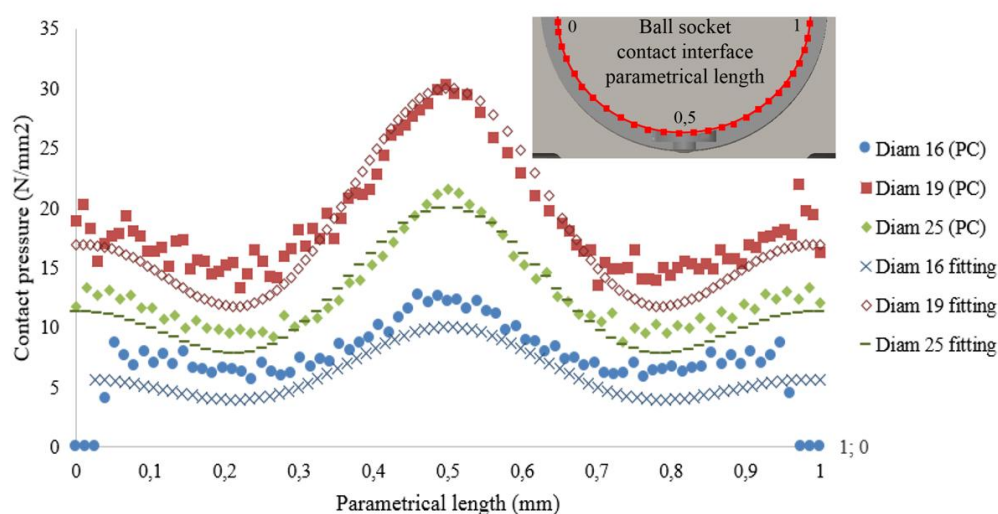 35
30
25
20
15
10
5
0
Contact pressure (N/mm2)
0 0,1 0,2 0,3 0,4 0,5 0,6 0,7 0,8 0,9 1
Parametrical length (mm)
1; 0
0 Ball socket 1
contact interface
parametrical length
0,5
Diam 16 (PC)
Diam 19 (PC)
Diam 25 (PC)
Diam 16 fitting
Diam 19 fitting
Diam 25 fitting